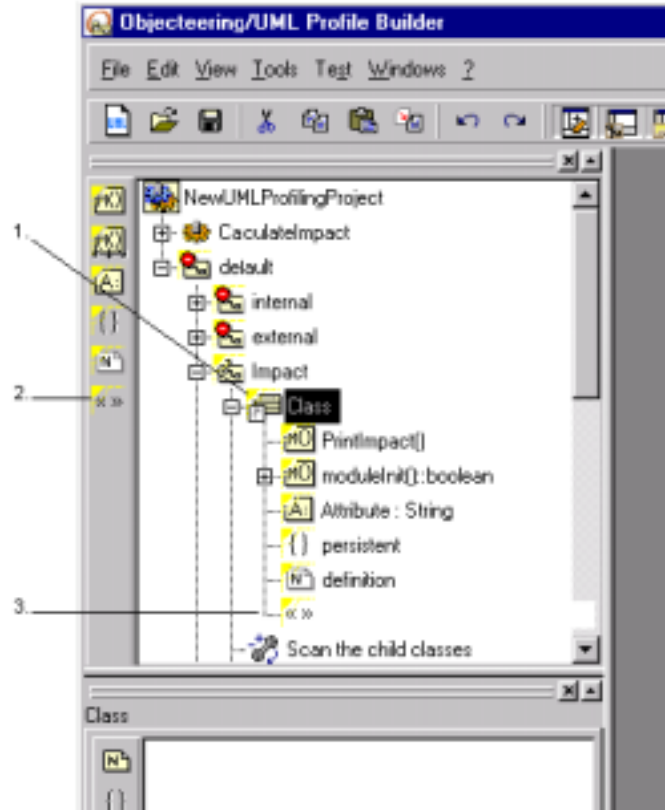 Objecteering/UML Profile Builder
File Edit View Tools Test Windows ?
NewUMLProfilingProject
1.
CaculateImpact
default
internal
external
Impact
2.
« »
Class
PrintImpact()
moduleInit():boolean
Attribute : String
{ } persistent
definition
3.
« »
Scan the child classes
Class